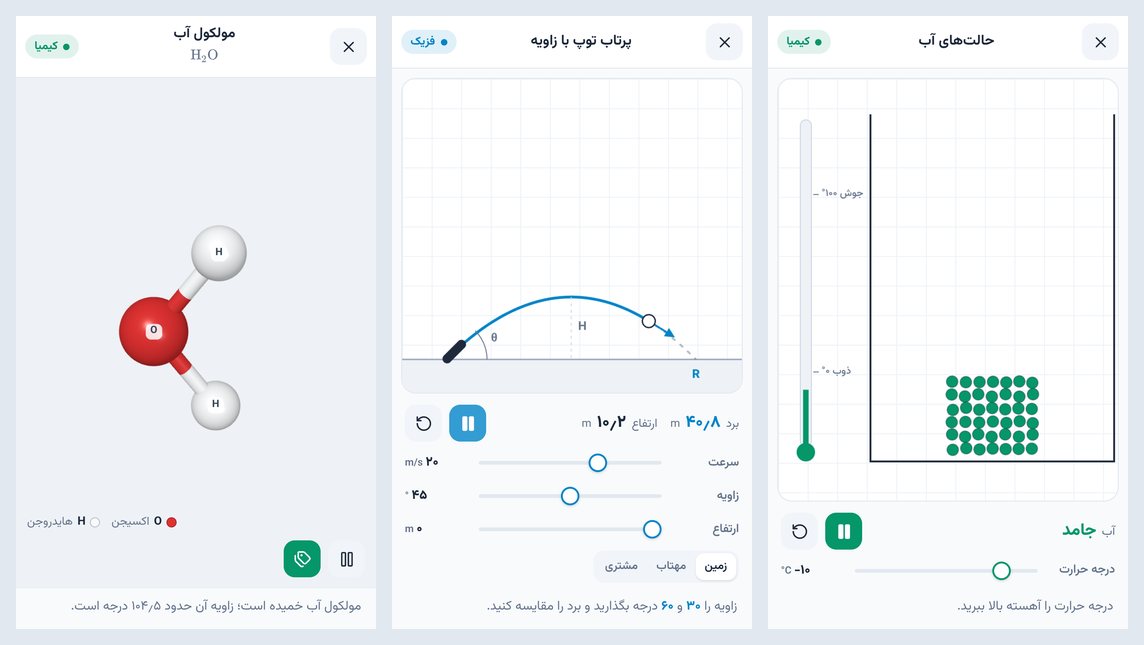 حالت‌های آب
کیمیا
جوش °۱۰۰
ذوب °۰
آب جامد
درجه حرارت
−۱۰ °C
درجه حرارت را آهسته بالا ببرید.
پرتاب توپ با زاویه
فزیک
θ
H
R
برد ۴۰٫۸ m ارتفاع ۱۰٫۲ m
سرعت ۲۰ m/s
زاویه ۴۵ °
ارتفاع ۰ m
زمین مهتاب مشتری
زاویه را ۳۰ و ۶۰ درجه بگذارید و برد را مقایسه کنید.
مولکول آب
کیمیا
H₂O
H
O
H
O اکسیجن H هایدروجن
مولکول آب خمیده است؛ زاویه آن حدود ۱۰۴٫۵ درجه است.